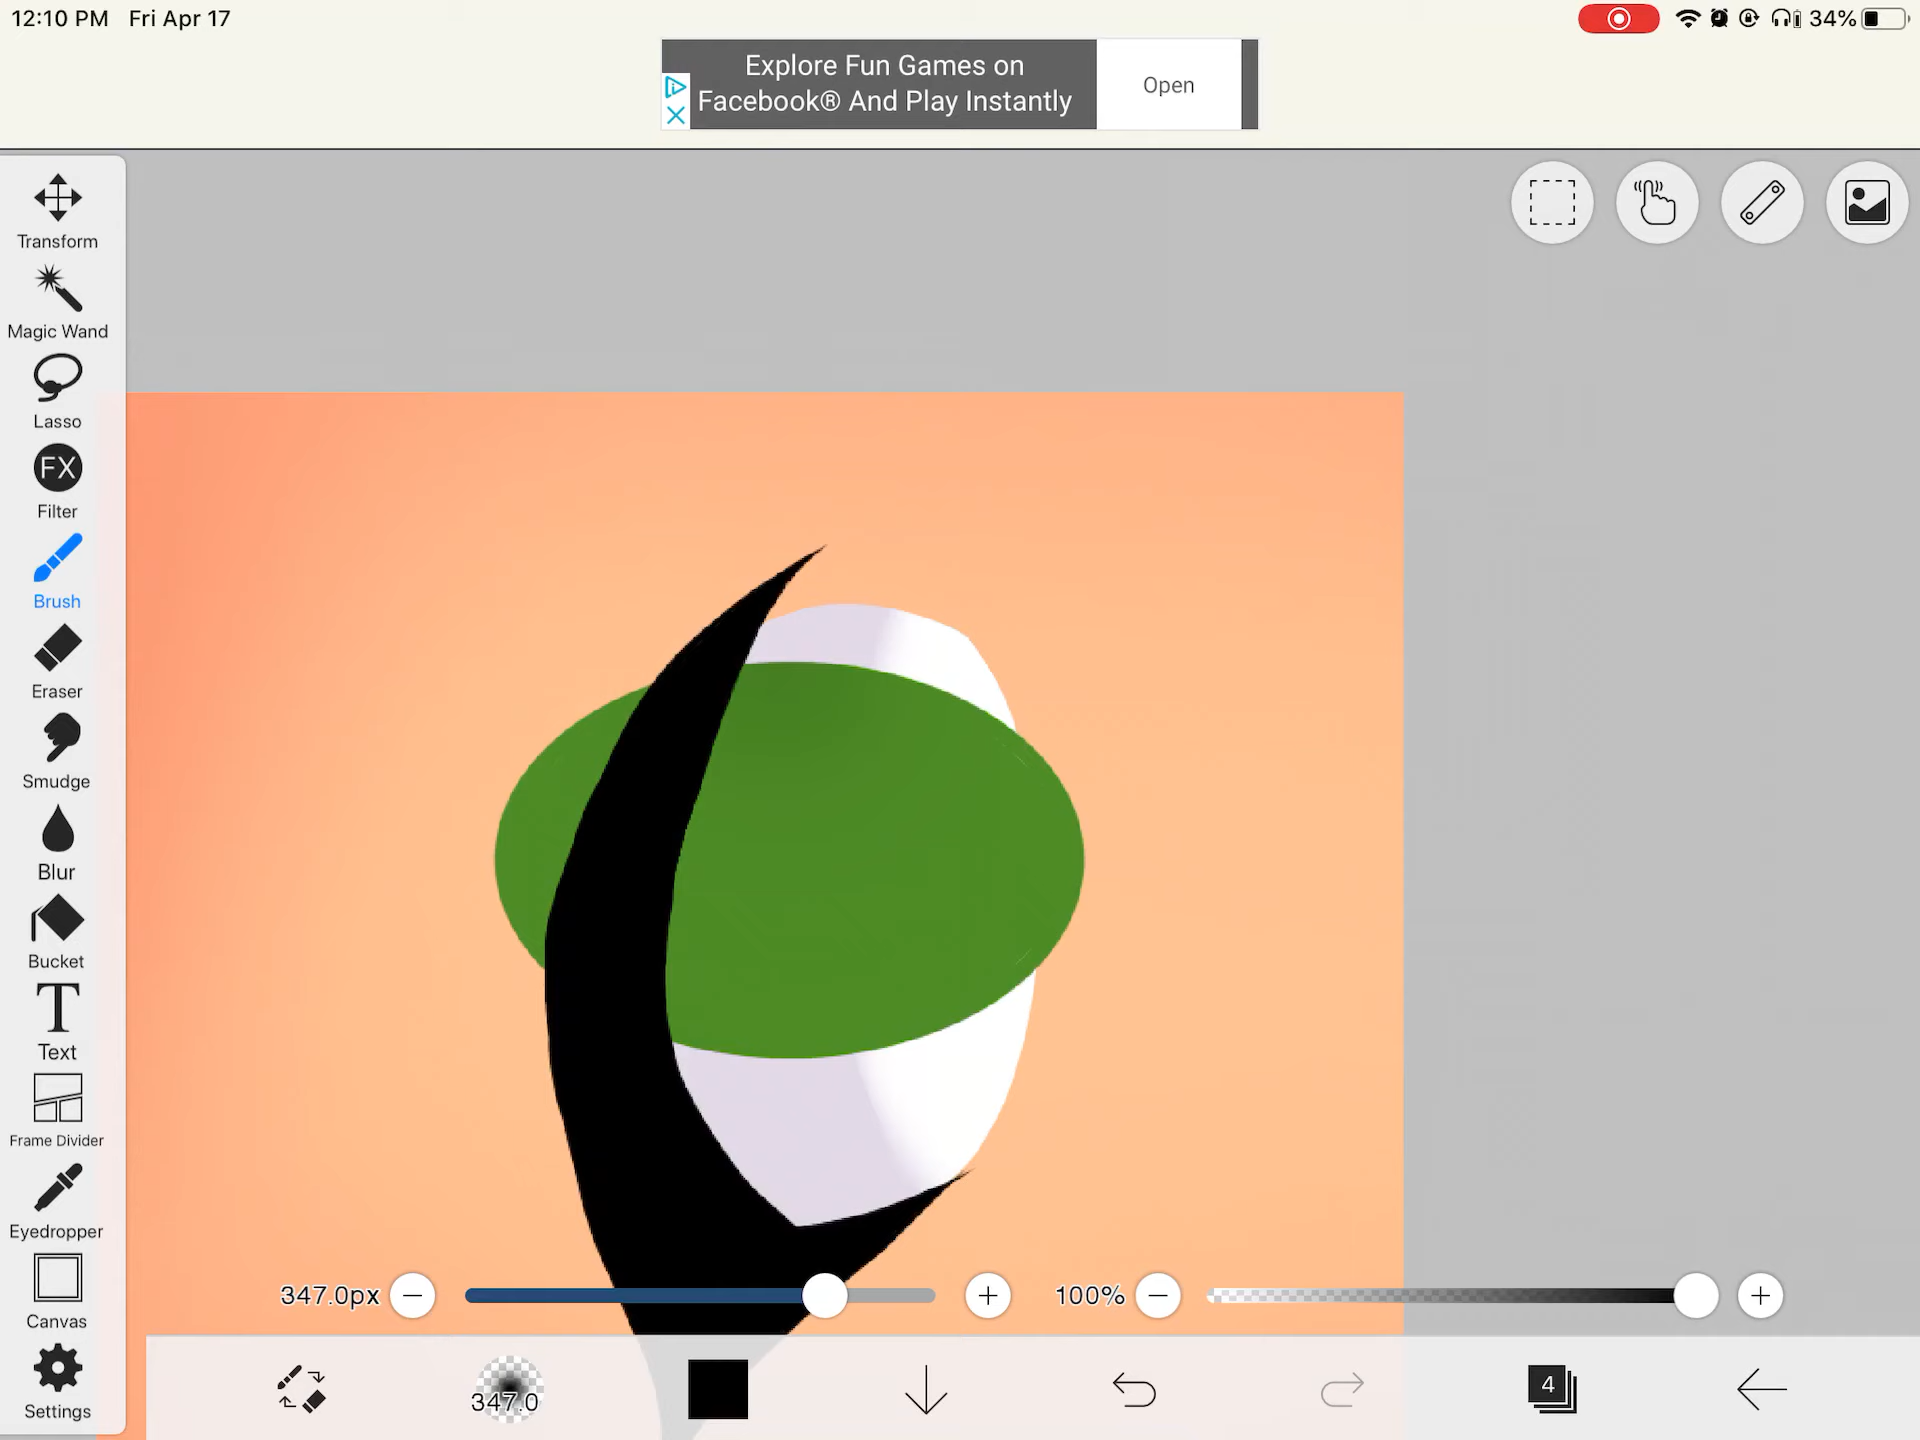 12:10 PM Fri Apr 17
34%
Explore Fun Games on
Facebook® And Play Instantly
Open
Transform
Magic Wand
Lasso
FX
Filter
Brush
Eraser
Smudge
Blur
Bucket
T
Text
Frame Divider
Eyedropper
Canvas
Settings
347.0px
100%
347.0
4